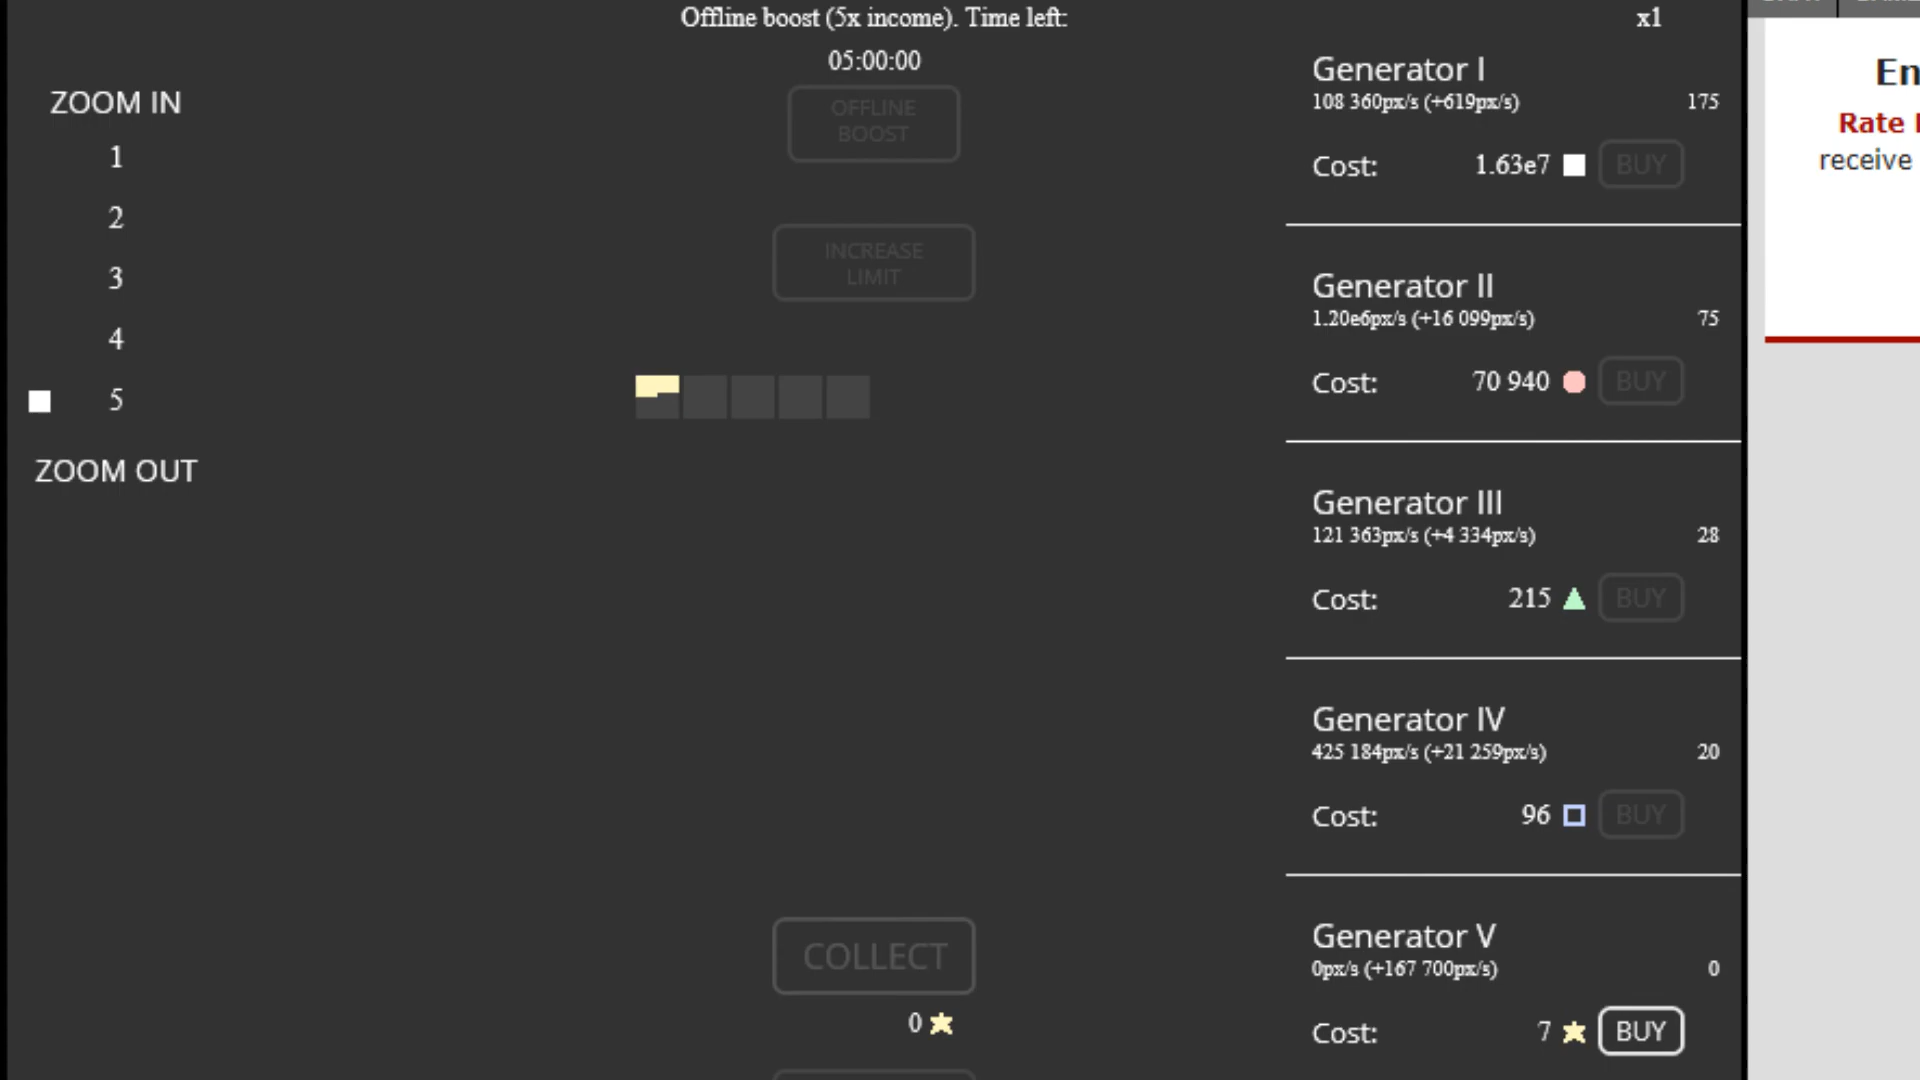 Offline boost (5x income). Time left:
05:00:00
OFFLINE
BOOST
INCREASE
LIMIT
ZOOM IN
1
2
3
4
5
ZOOM OUT
COLLECT
0
x1
Generator I
108 360px/s (+619px/s) 175
Cost: 1.63e7 BUY
Generator II
1.20e6px/s (+16 099px/s) 75
Cost: 70 940 BUY
Generator III
121 363px/s (+4 334px/s) 28
Cost: 215 BUY
Generator IV
425 184px/s (+21 259px/s) 20
Cost: 96 BUY
Generator V
0px/s (+167 700px/s) 0
Cost: 7 BUY
En
Rate
receive